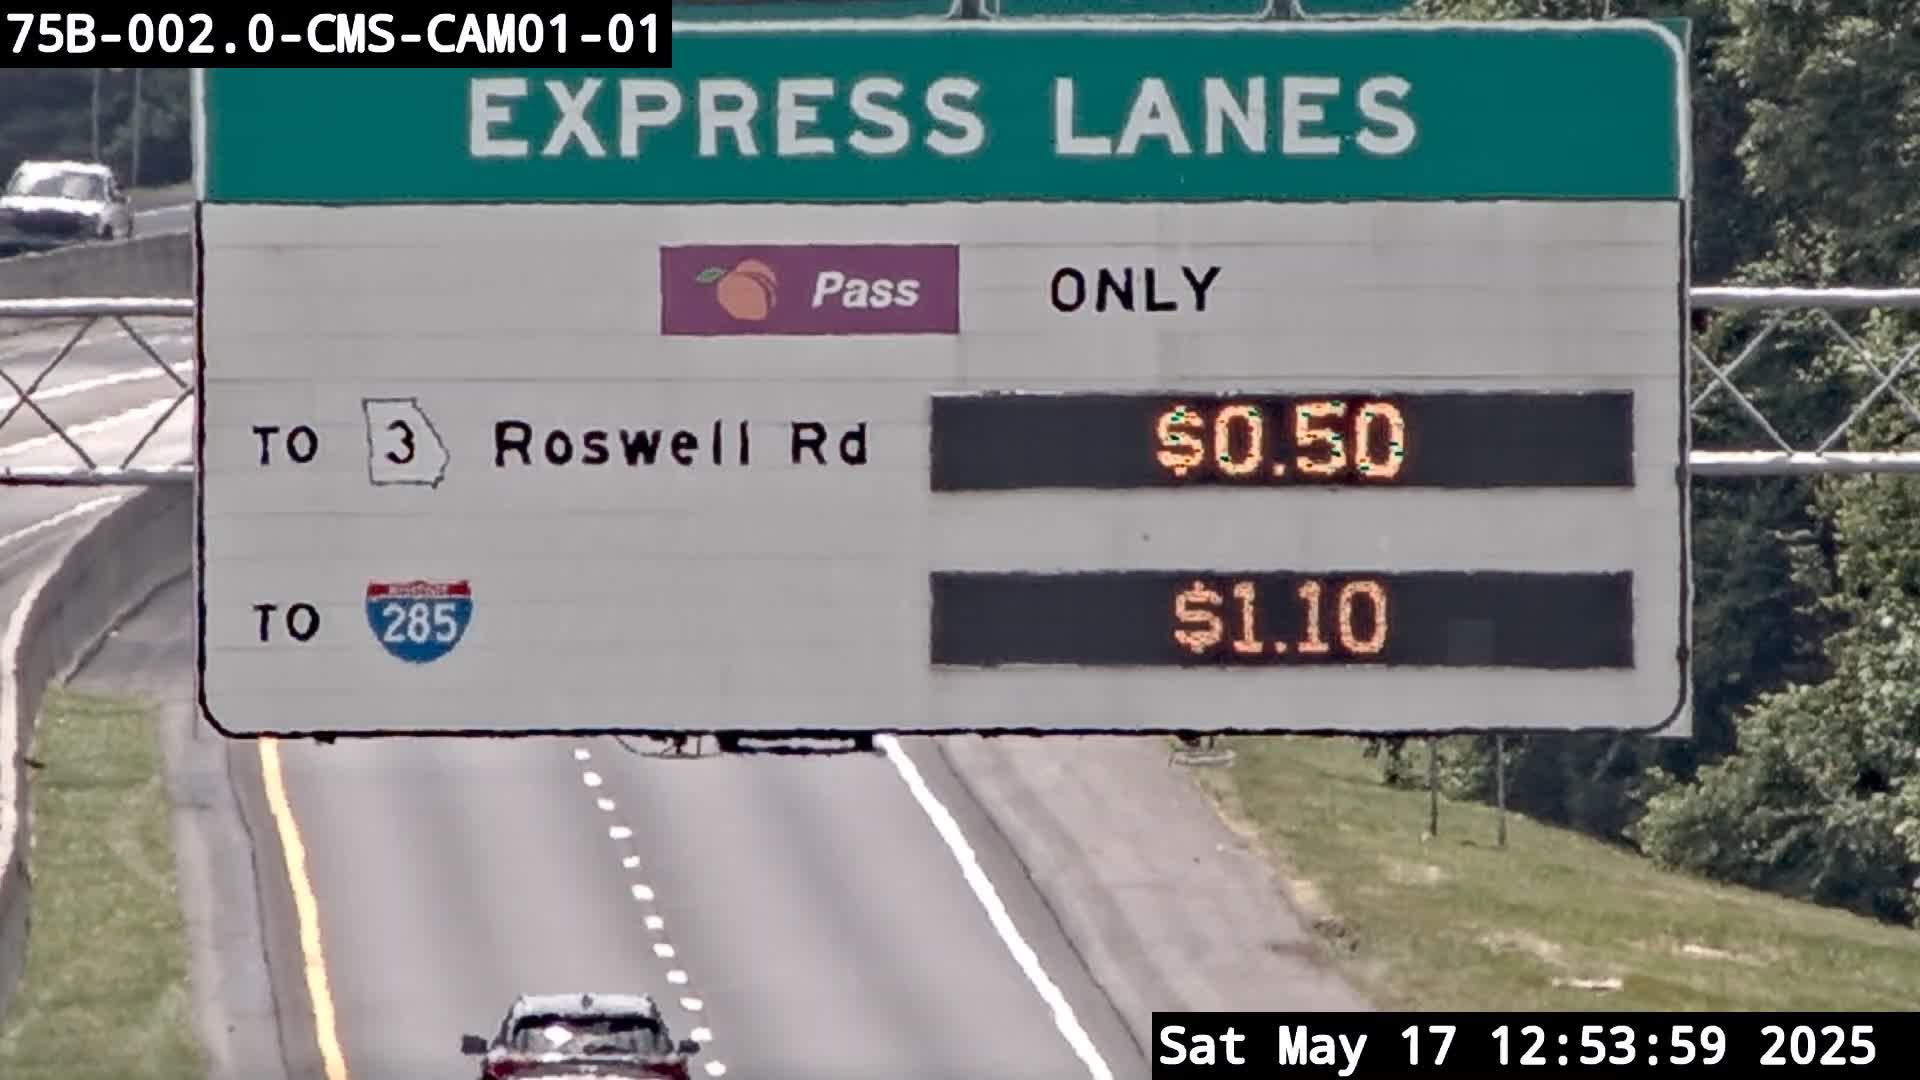 75B-002.0-CMS-CAM01-01
EXPRESS LANES
Pass ONLY
TO 3 Roswell Rd $0.50
TO INTERSTATE 285 $1.10
Sat May 17 12:53:59 2025